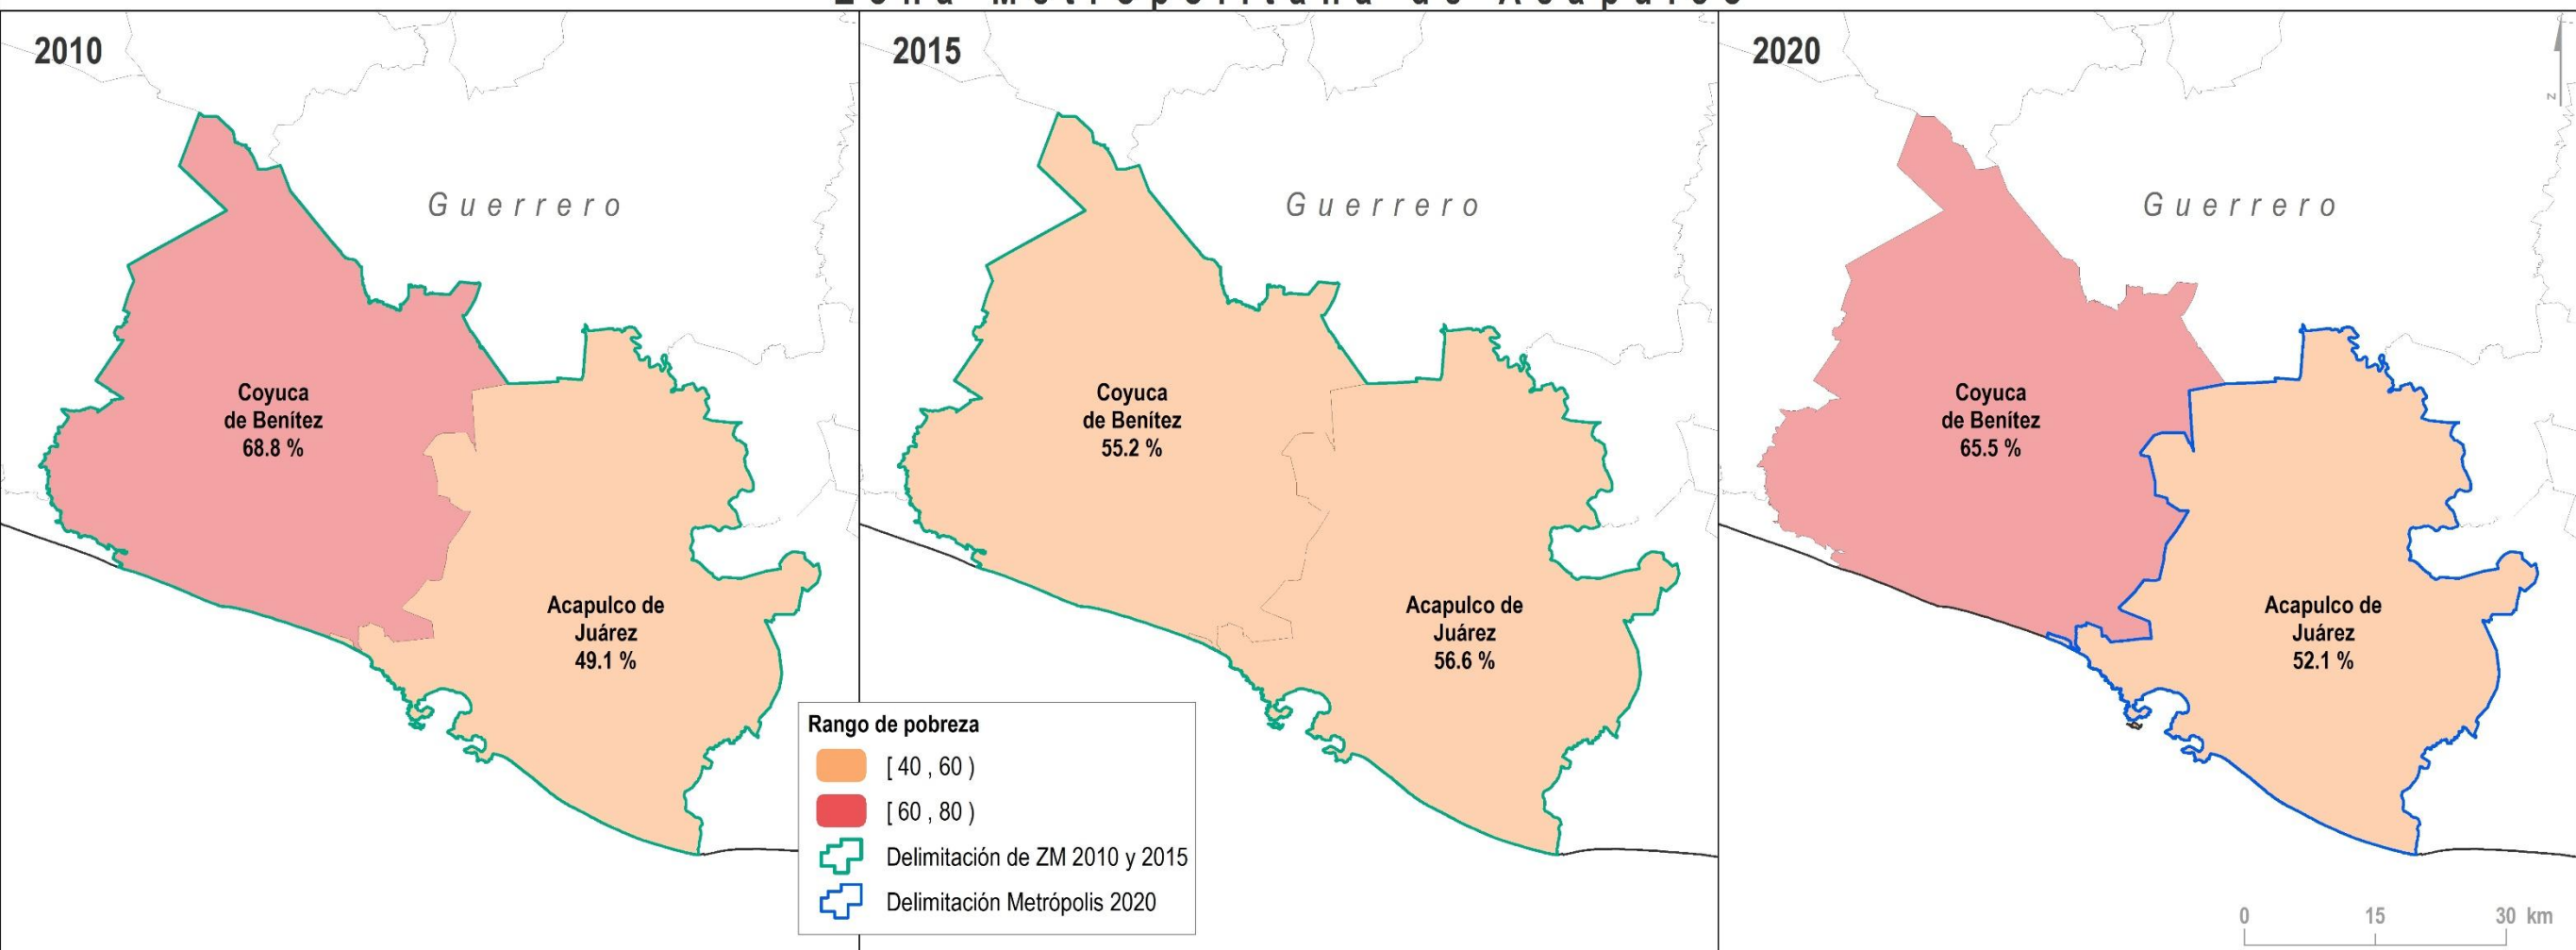 2010
Guerrero
Coyuca
de Benítez
68.8 %
Acapulco de
Juárez
49.1 %
2015
Guerrero
Coyuca
de Benítez
55.2 %
Acapulco de
Juárez
56.6 %
2020
N
Guerrero
Coyuca
de Benítez
65.5 %
Acapulco de
Juárez
52.1 %
Rango de pobreza
[ 40 , 60 )
[ 60 , 80 )
Delimitación de ZM 2010 y 2015
Delimitación Metrópolis 2020
0 15 30 km